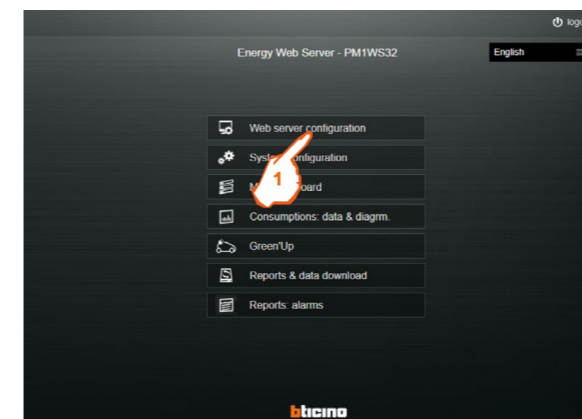 Energy Web Server - PM1WS32
English
Web server configuration
configuration
1
Consumptions: data & diagrm.
Green'Up
Reports & data download
Reports: alarms
bticino